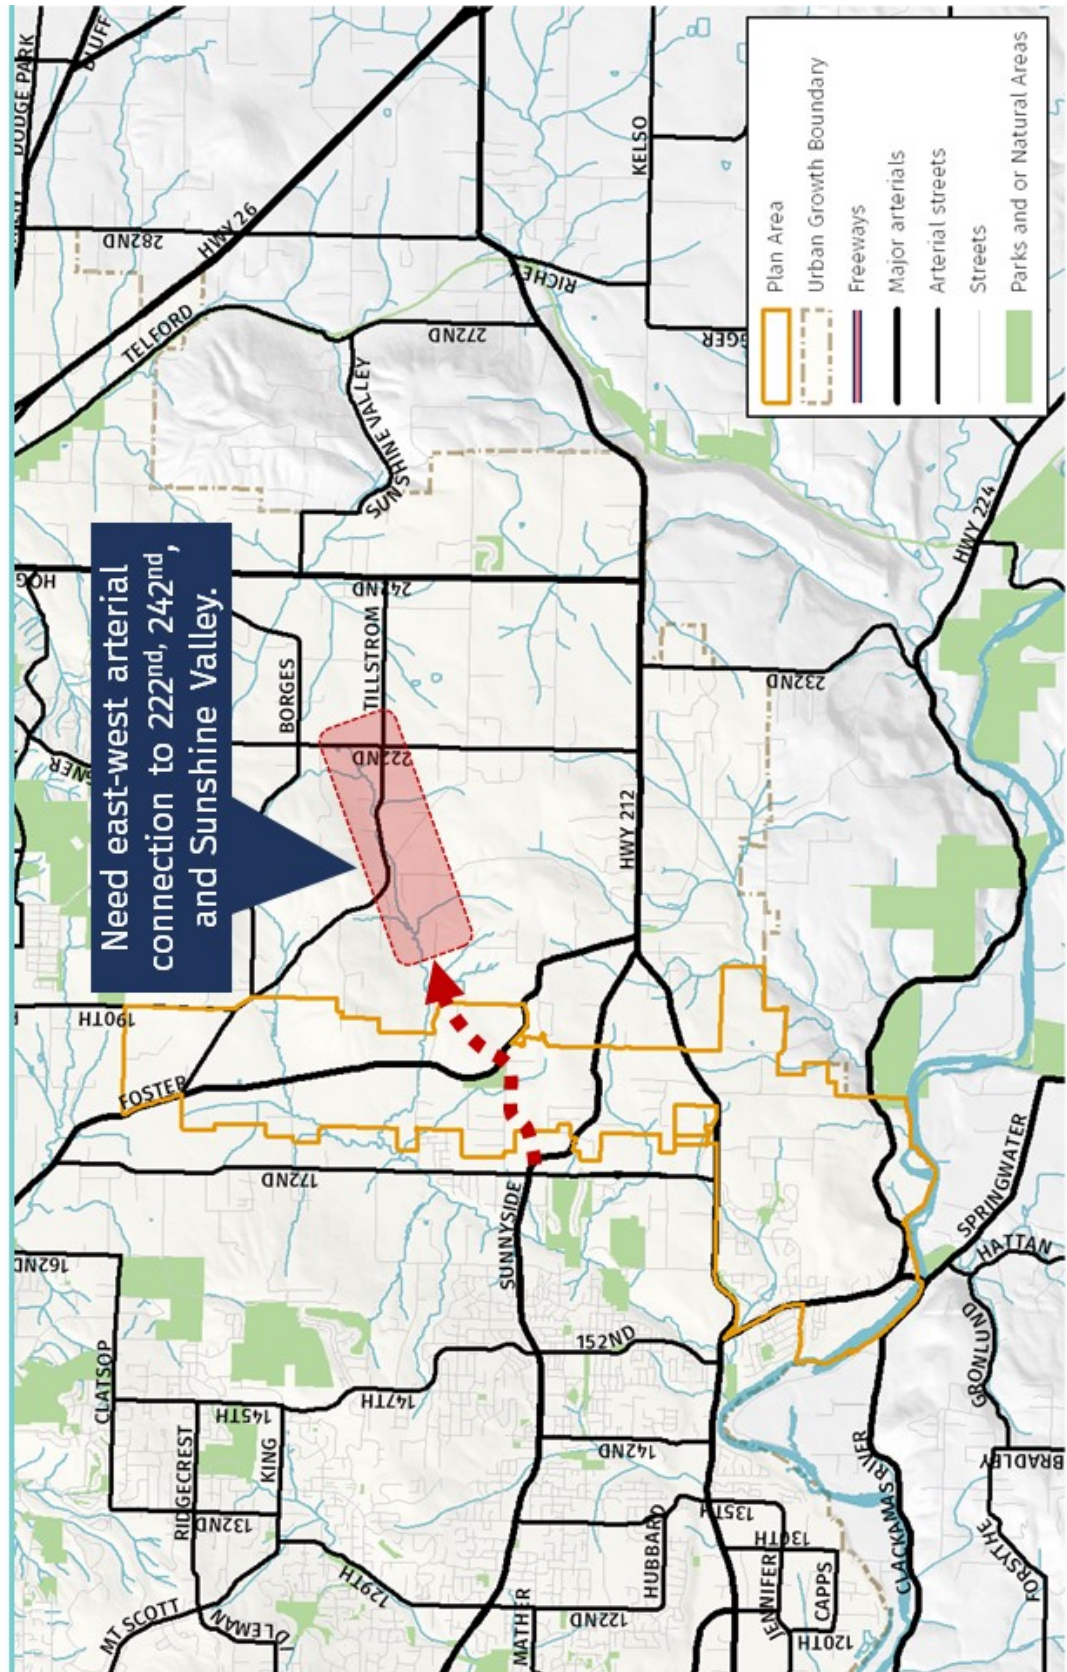 Need east-west arterial
connection to 222nd, 242nd,
and Sunshine Valley.
Plan Area
Urban Growth Boundary
Freeways
Major arterials
Arterial streets
Streets
Parks and or Natural Areas
MT SCOTT
IDLEMAN
RIDGECREST
132ND
CLATSOP
145TH
KING
129TH
147TH
162ND
MATHER
122ND
HUBBARD
142ND
152ND
SUNNYSIDE
172ND
135TH
130TH
JENNIFER
CAPPS
120TH
CLACKAMAS RIVER
FORSYTHE
BRADLEY
GRONLUND
HATTAN
SPRINGWATER
FOSTER
190TH
BORGES
TILLSTROM
222ND
242ND
HWY 212
232ND
HWY 224
SUNSHINE VALLEY
TELFORD
HWY 26
282ND
272ND
RICHEY
KELSO
DODGE PARK
BLUFF
HOG
GNER
GGER